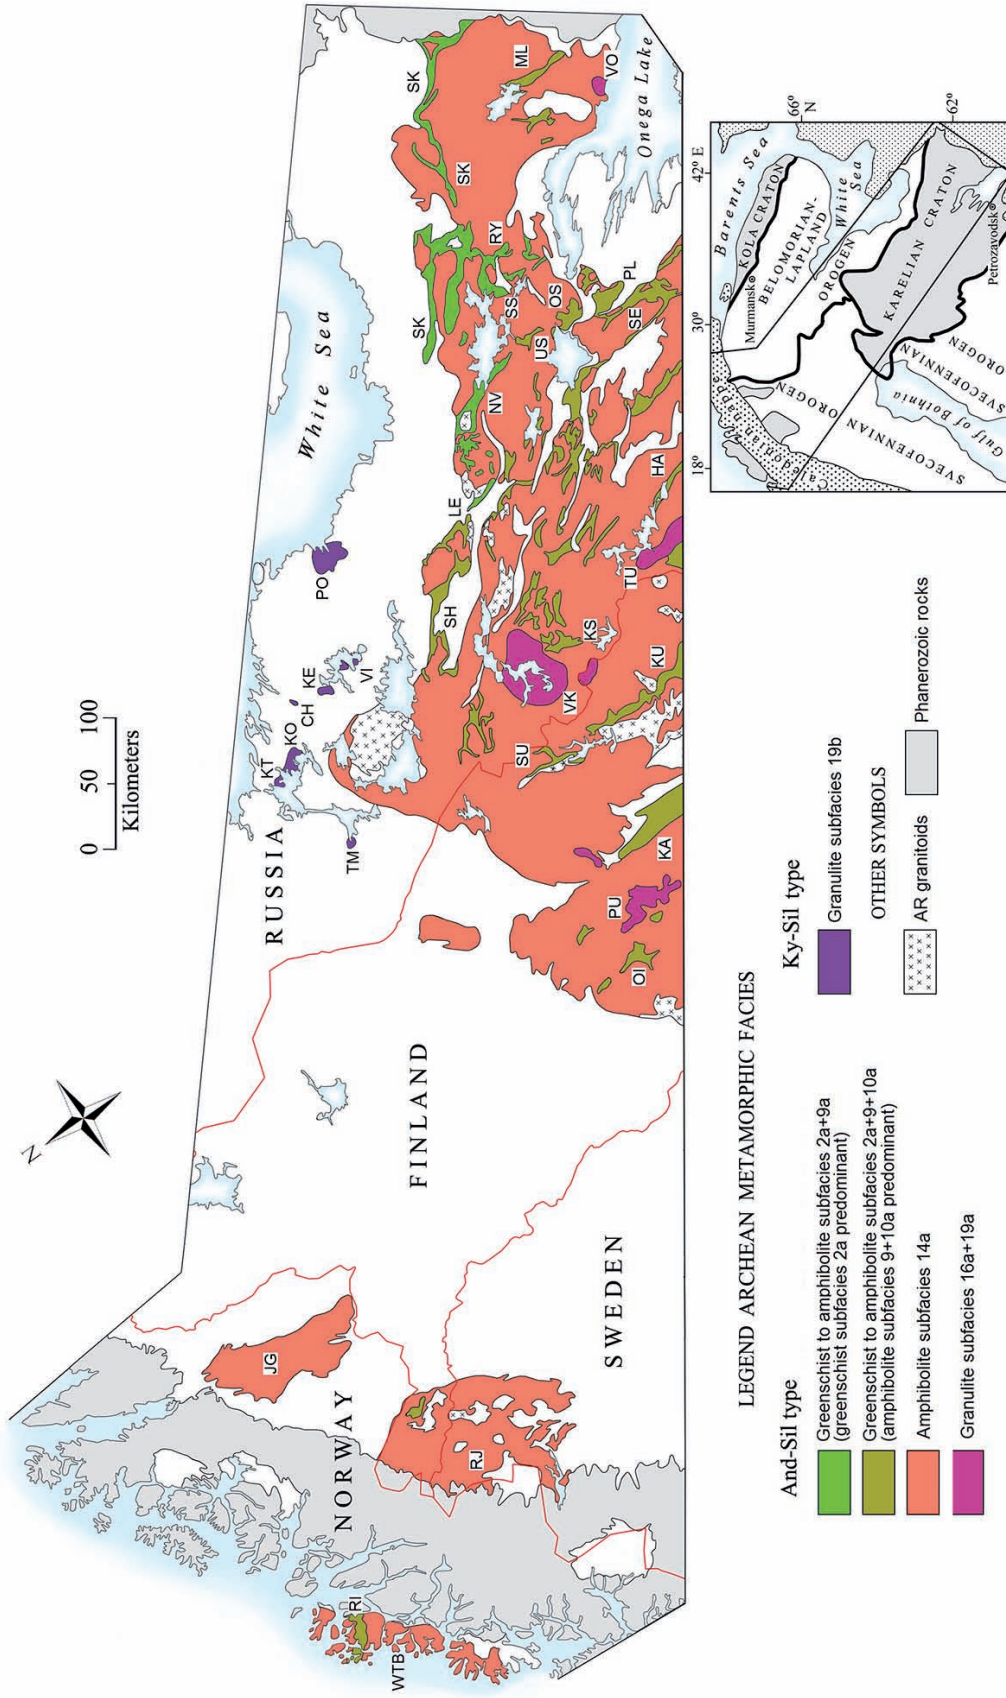 N
0
50
100
Kilometers
White Sea
RUSSIA
FINLAND
NORWAY
SWEDEN
Onega Lake
KT
KO
CH
KE
VI
PO
TM
SK
SK
SK
ML
VO
RY
SS
OS
US
PL
SE
NV
LE
SH
HA
TU
KS
VK
KU
SU
KA
PU
OI
JG
RJ
RI
WTB
LEGEND ARCHEAN METAMORPHIC FACIES
And-Sil type
Greenschist to amphibolite subfacies 2a+9a
(greenschist subfacies 2a predominant)
Greenschist to amphibolite subfacies 2a+9+10a
(amphibolite subfacies 9+10a predominant)
Amphibolite subfacies 14a
Granulite subfacies 16a+19a
Ky-Sil type
Granulite subfacies 19b
OTHER SYMBOLS
AR granitoids
Phanerozoic rocks
18°
30°
42° E
66°
N
62°
Barents Sea
KOLA CRATON
Murmansk
BELOMORIAN-
LAPLAND
OROGEN
White
Sea
KARELIAN CRATON
Petrozavodsk
Caledonian nappe
OROGEN
SVECOFENNIAN
Gulf of Bothnia
SVECOFENNIAN
OROGEN